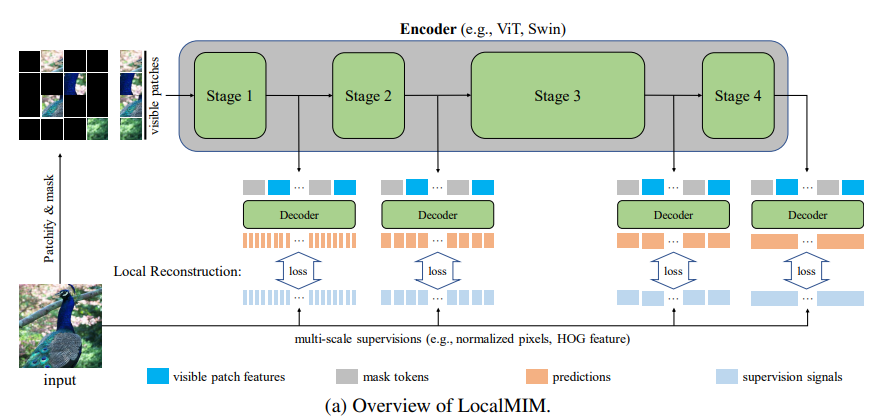 Encoder (e.g., ViT, Swin)
visible patches
Stage 1
Stage 2
Stage 3
Stage 4
Patchify & mask
Decoder
Decoder
Decoder
Decoder
Local Reconstruction:
loss
loss
loss
loss
multi-scale supervisions (e.g., normalized pixels, HOG feature)
input
visible patch features
mask tokens
predictions
supervision signals
(a) Overview of LocalMIM.